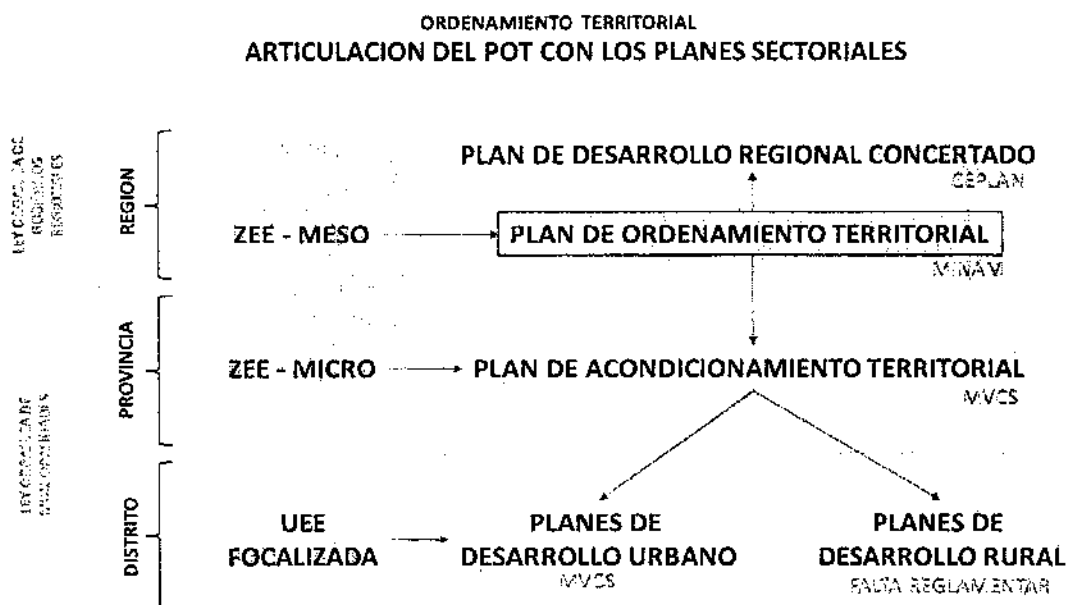 ORDENAMIENTO TERRITORIAL
ARTICULACION DEL POT CON LOS PLANES SECTORIALES
REGION
PLAN DE DESARROLLO REGIONAL CONCERTADO
CEPLAN
ZEE - MESO
PLAN DE ORDENAMIENTO TERRITORIAL
MINAM
PROVINCIA
ZEE - MICRO
PLAN DE ACONDICIONAMIENTO TERRITORIAL
MVCS
DISTRITO
UEE
FOCALIZADA
PLANES DE
DESARROLLO URBANO
MVCS
PLANES DE
DESARROLLO RURAL
FALTA REGLAMENTAR